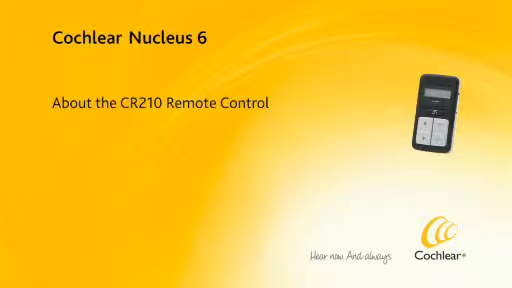 Cochlear Nucleus 6
About the CR210 Remote Control
Hear now. And always
Cochlear®